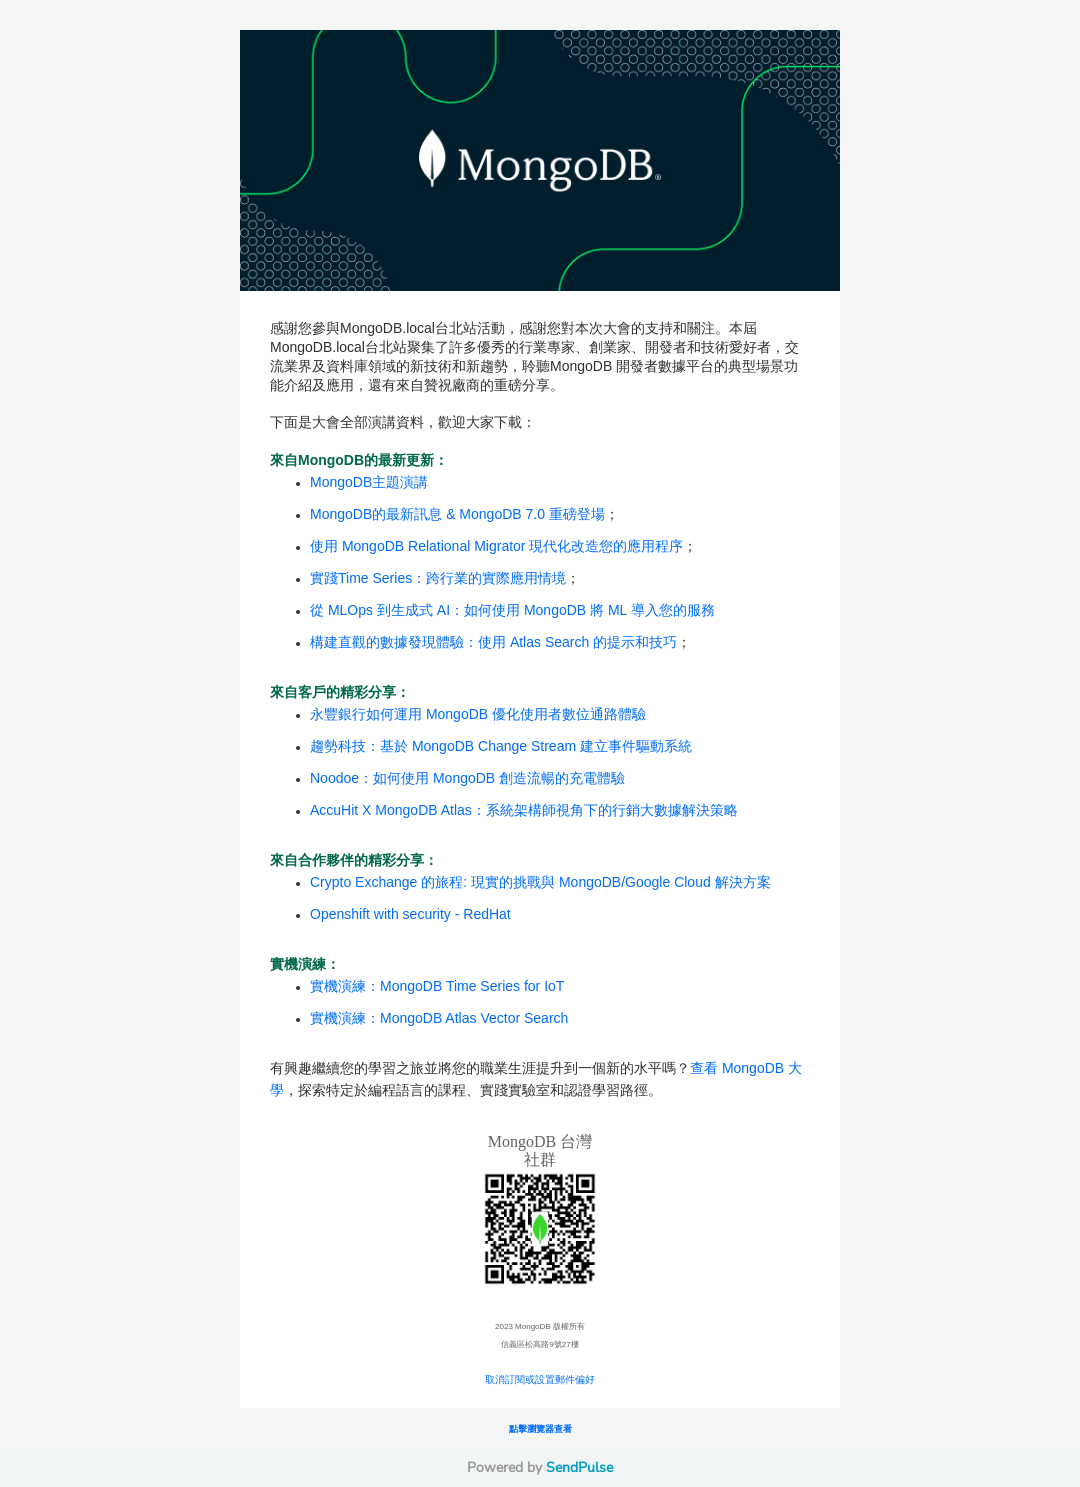 MongoDB®
感謝您參與MongoDB.local台北站活動，感謝您對本次大會的支持和關注。本屆
MongoDB.local台北站聚集了許多優秀的行業專家、創業家、開發者和技術愛好者，交
流業界及資料庫領域的新技術和新趨勢，聆聽MongoDB 開發者數據平台的典型場景功
能介紹及應用，還有來自贊祝廠商的重磅分享。
下面是大會全部演講資料，歡迎大家下載：
來自MongoDB的最新更新：
• MongoDB主題演講
• MongoDB的最新訊息 & MongoDB 7.0 重磅登場；
• 使用 MongoDB Relational Migrator 現代化改造您的應用程序；
• 實踐Time Series：跨行業的實際應用情境；
• 從 MLOps 到生成式 AI：如何使用 MongoDB 將 ML 導入您的服務
• 構建直觀的數據發現體驗：使用 Atlas Search 的提示和技巧；
來自客戶的精彩分享：
• 永豐銀行如何運用 MongoDB 優化使用者數位通路體驗
• 趨勢科技：基於 MongoDB Change Stream 建立事件驅動系統
• Noodoe：如何使用 MongoDB 創造流暢的充電體驗
• AccuHit X MongoDB Atlas：系統架構師視角下的行銷大數據解決策略
來自合作夥伴的精彩分享：
• Crypto Exchange 的旅程: 現實的挑戰與 MongoDB/Google Cloud 解決方案
• Openshift with security - RedHat
實機演練：
• 實機演練：MongoDB Time Series for IoT
• 實機演練：MongoDB Atlas Vector Search
有興趣繼續您的學習之旅並將您的職業生涯提升到一個新的水平嗎？查看 MongoDB 大
學，探索特定於編程語言的課程、實踐實驗室和認證學習路徑。
MongoDB 台灣
社群
2023 MongoDB 版權所有
信義區松高路9號27樓
取消訂閱或設置郵件偏好
點擊瀏覽器查看
Powered by SendPulse